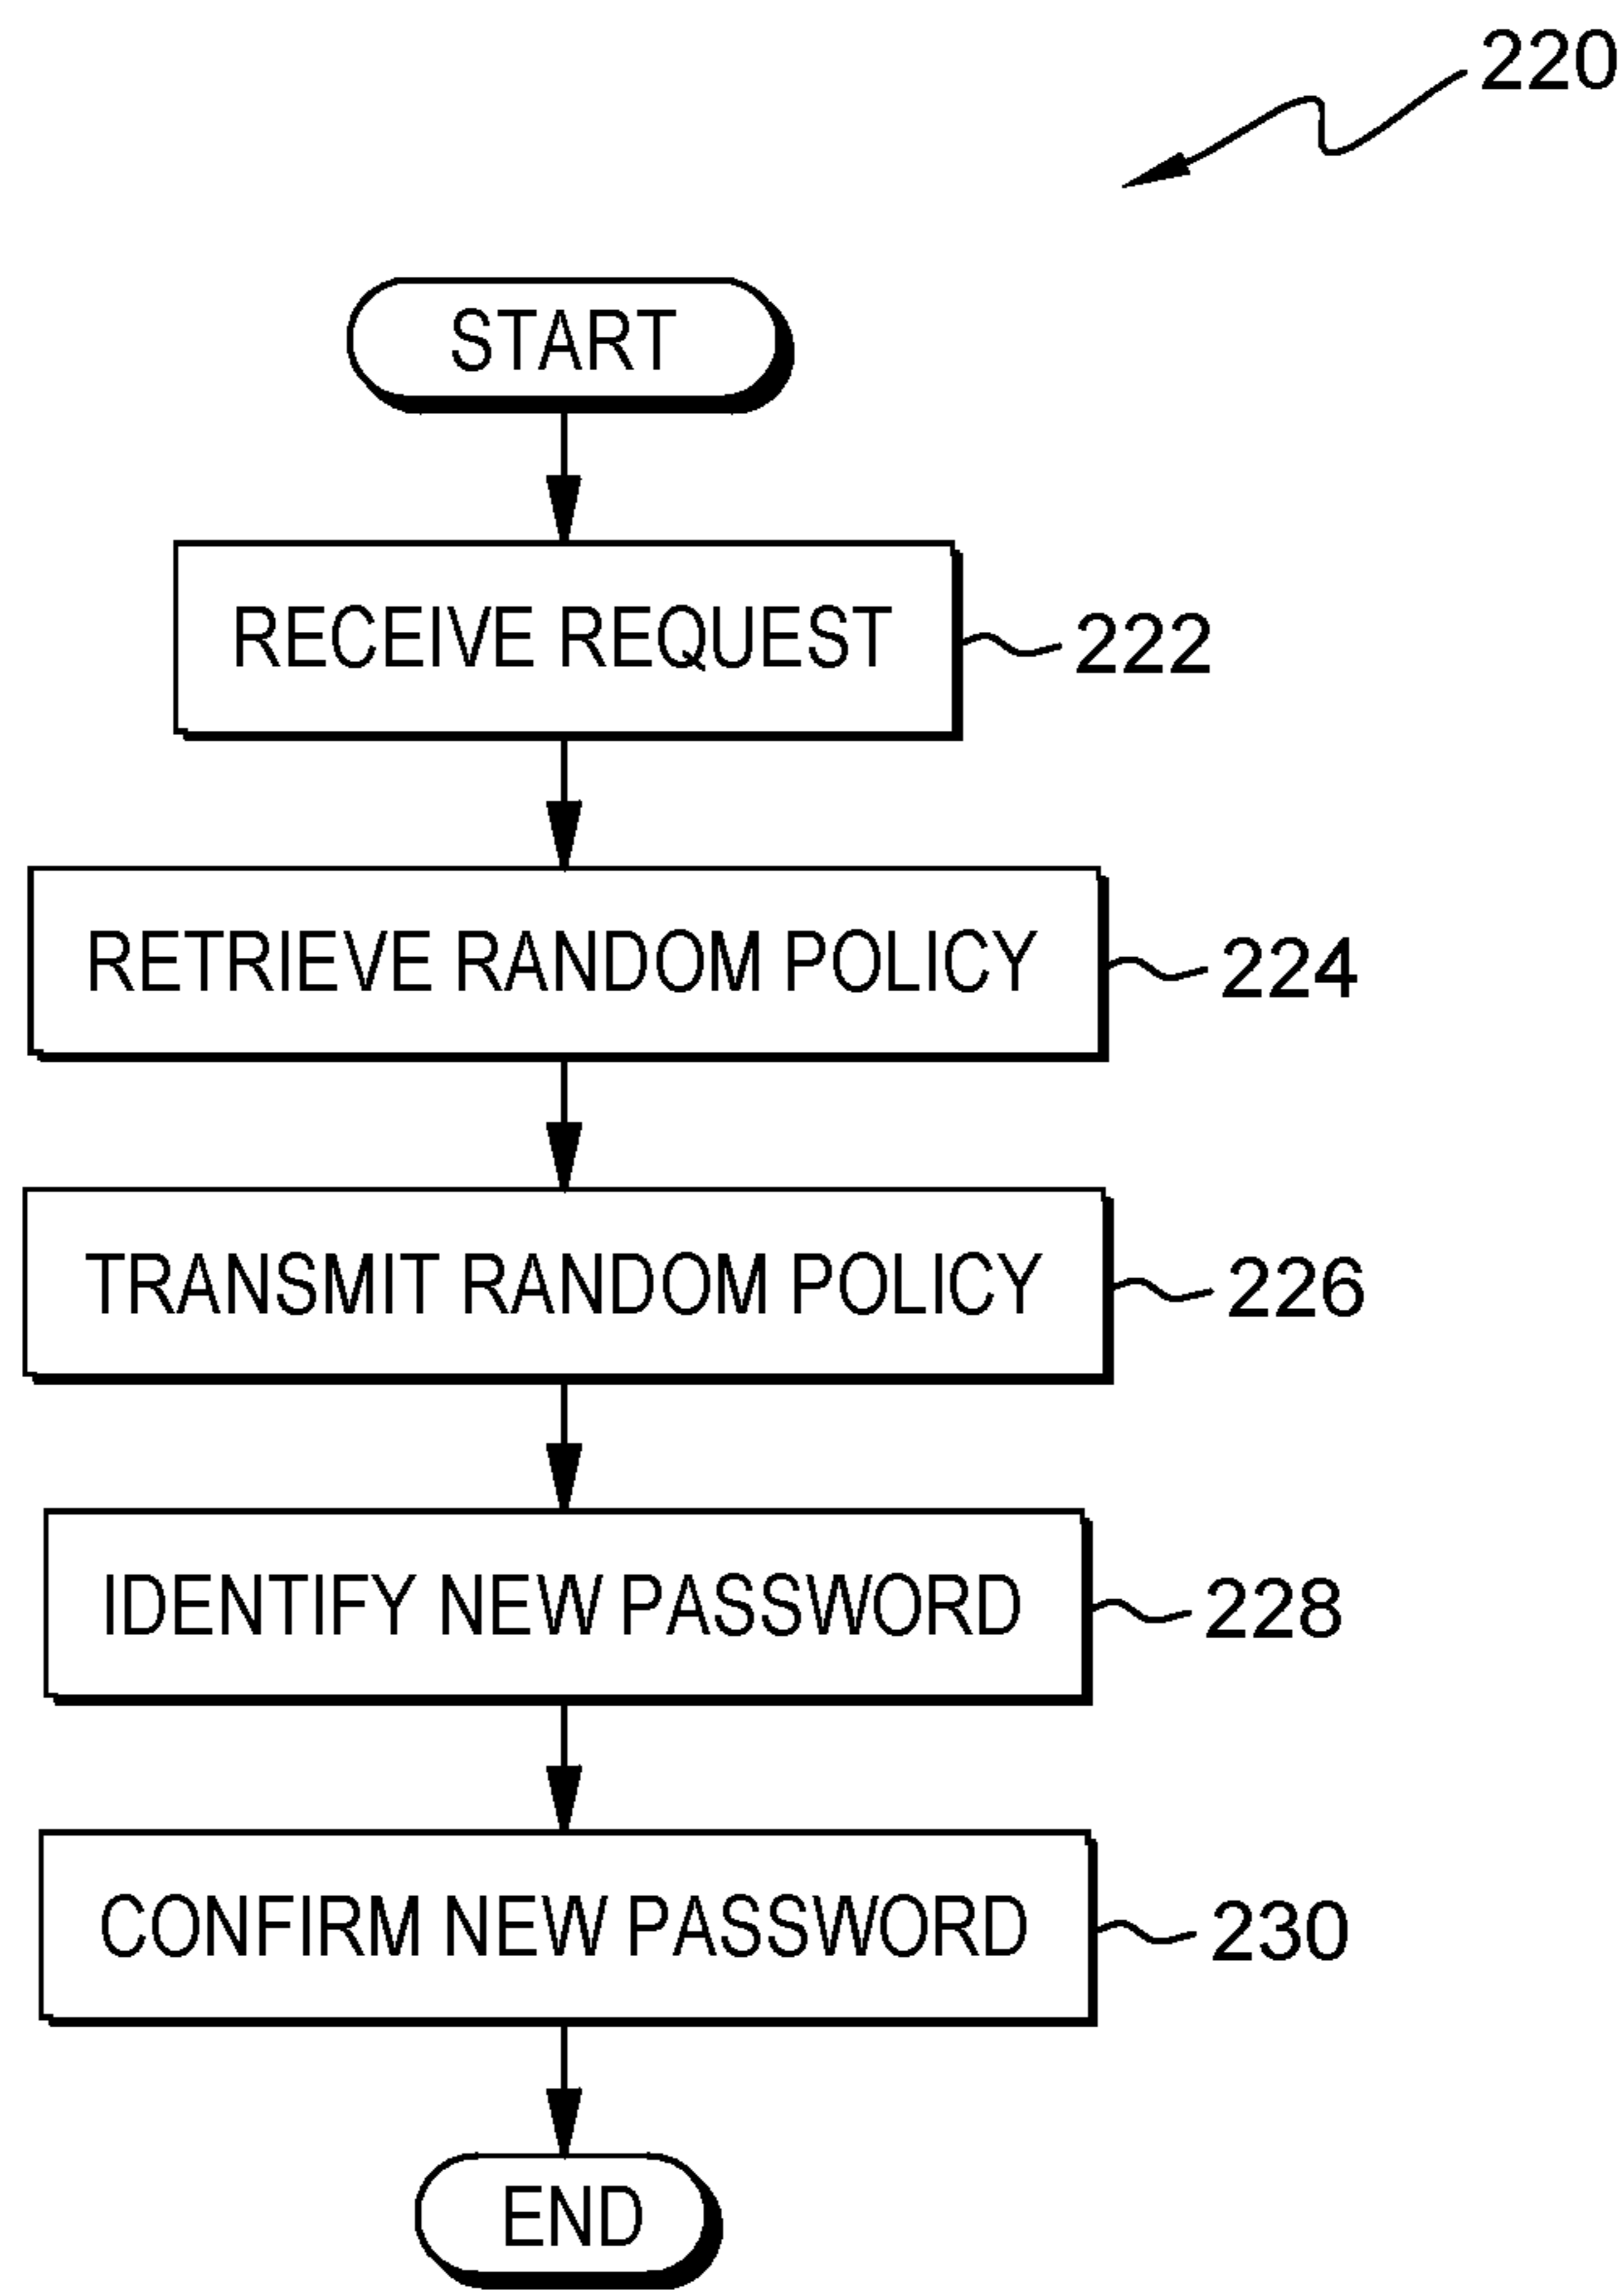 220
START
RECEIVE REQUEST
222
RETRIEVE RANDOM POLICY
224
TRANSMIT RANDOM POLICY
226
IDENTIFY NEW PASSWORD
228
CONFIRM NEW PASSWORD
230
END